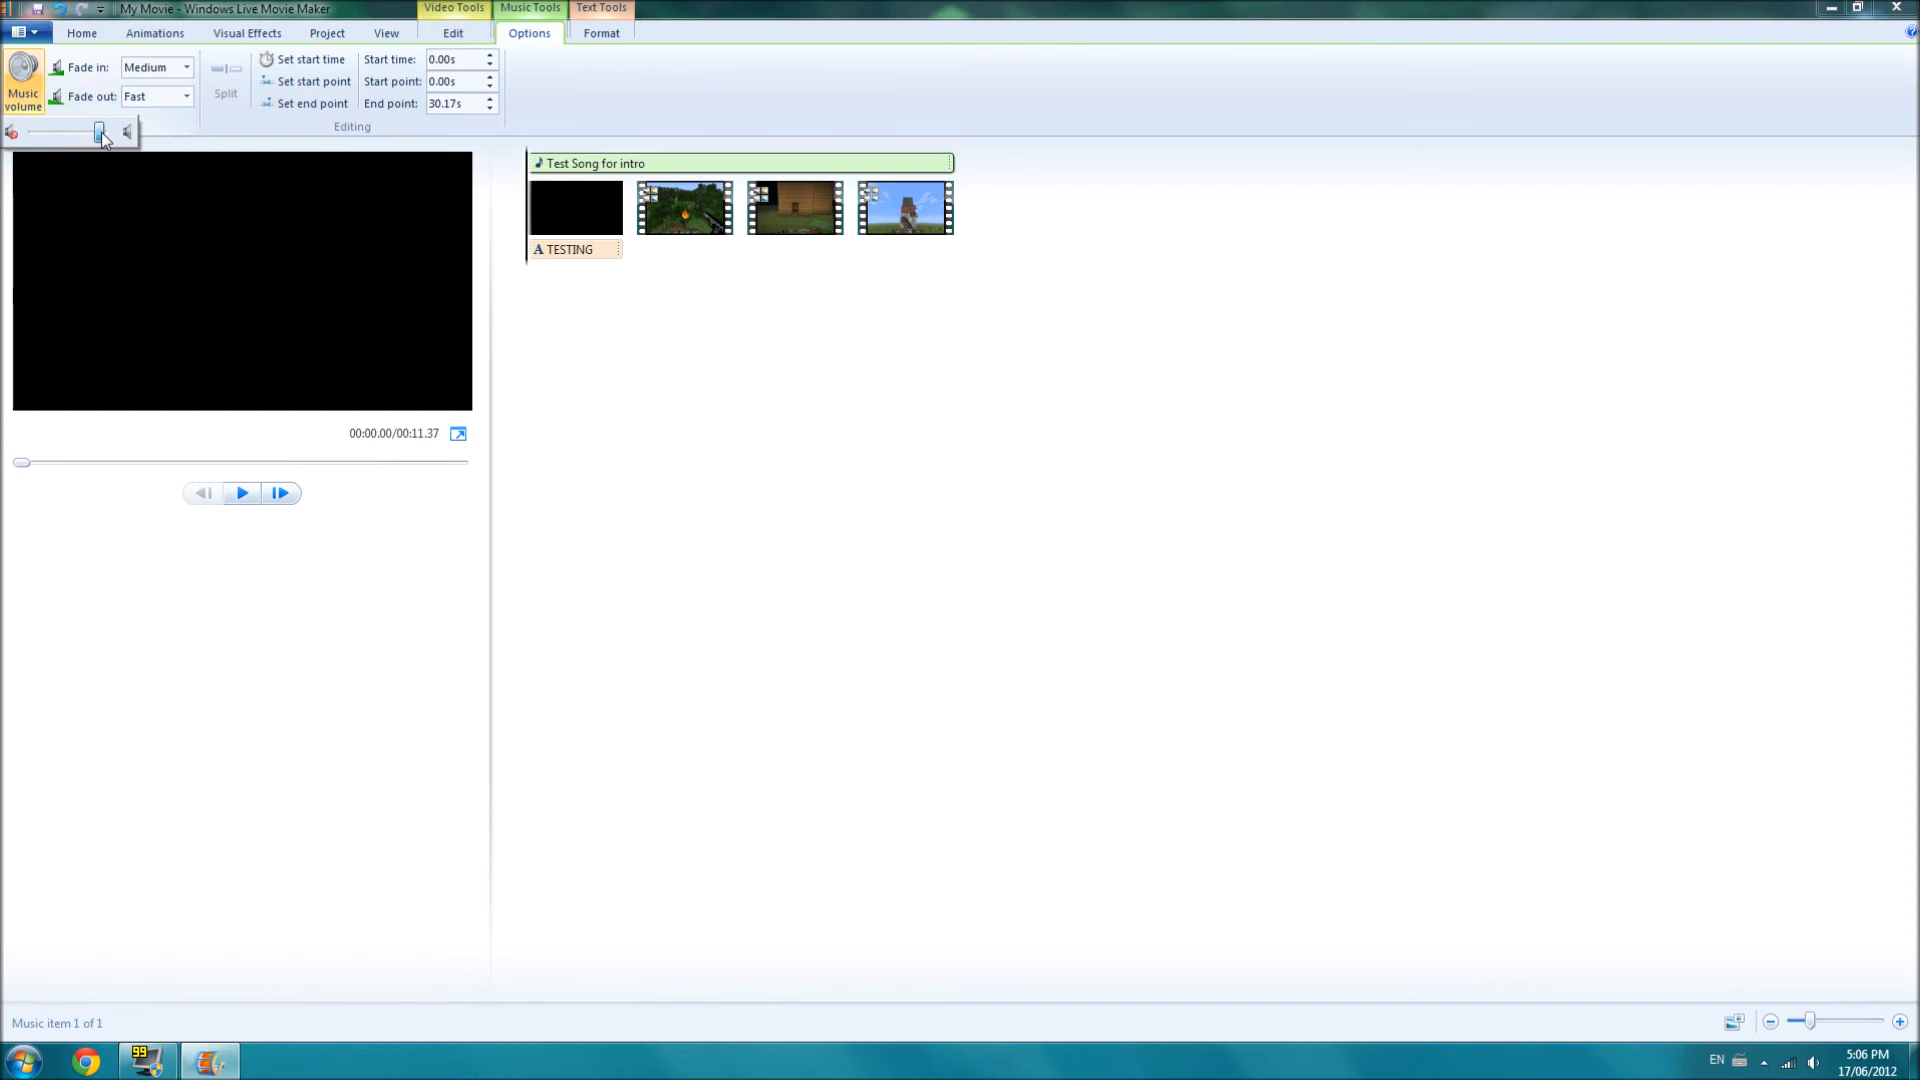 My Movie - Windows Live Movie Maker
Video Tools
Music Tools
Text Tools
Home
Animations
Visual Effects
Project
View
Edit
Options
Format
Music volume
Fade in: Medium
Fade out: Fast
Split
Set start time
Set start point
Set end point
Start time: 0.00s
Start point: 0.00s
End point: 30.17s
Editing
Test Song for intro
A TESTING
00:00.00/00:11.37
Music item 1 of 1
99
EN
5:06 PM
17/06/2012